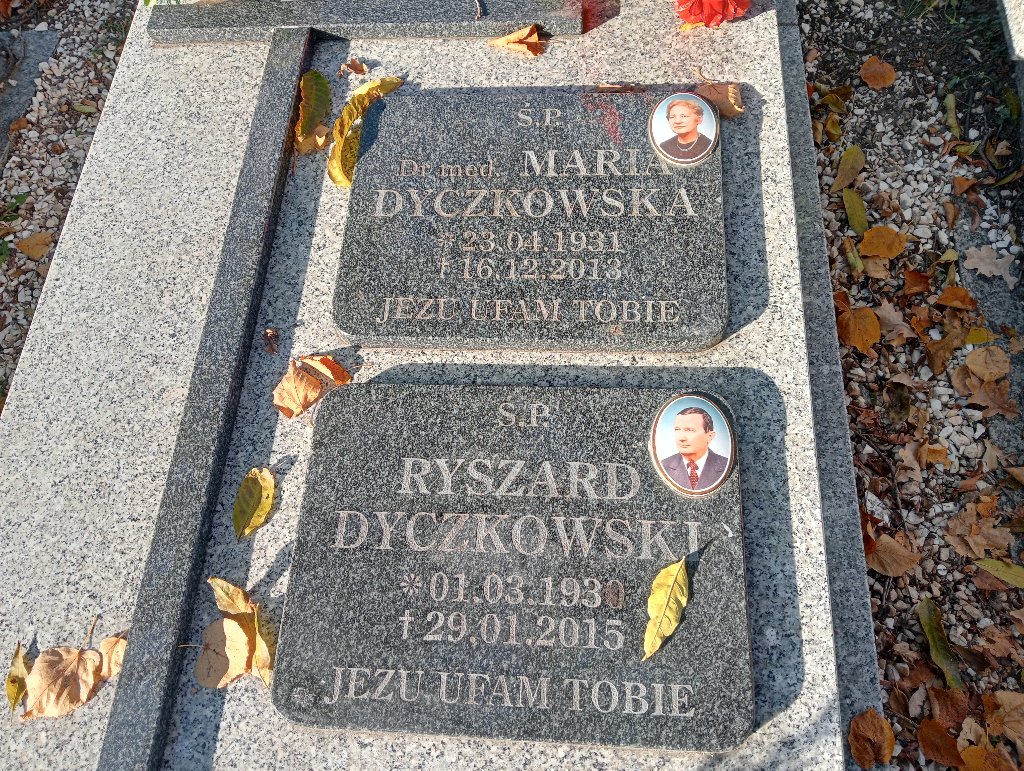 Ś.P.
Dr med. MARIA
DYCZKOWSKA
* 23.04.1931
† 16.12.2013
JEZU UFAM TOBIE
Ś.P.
RYSZARD
DYCZKOWSKI
* 01.03.1930
† 29.01.2015
JEZU UFAM TOBIE